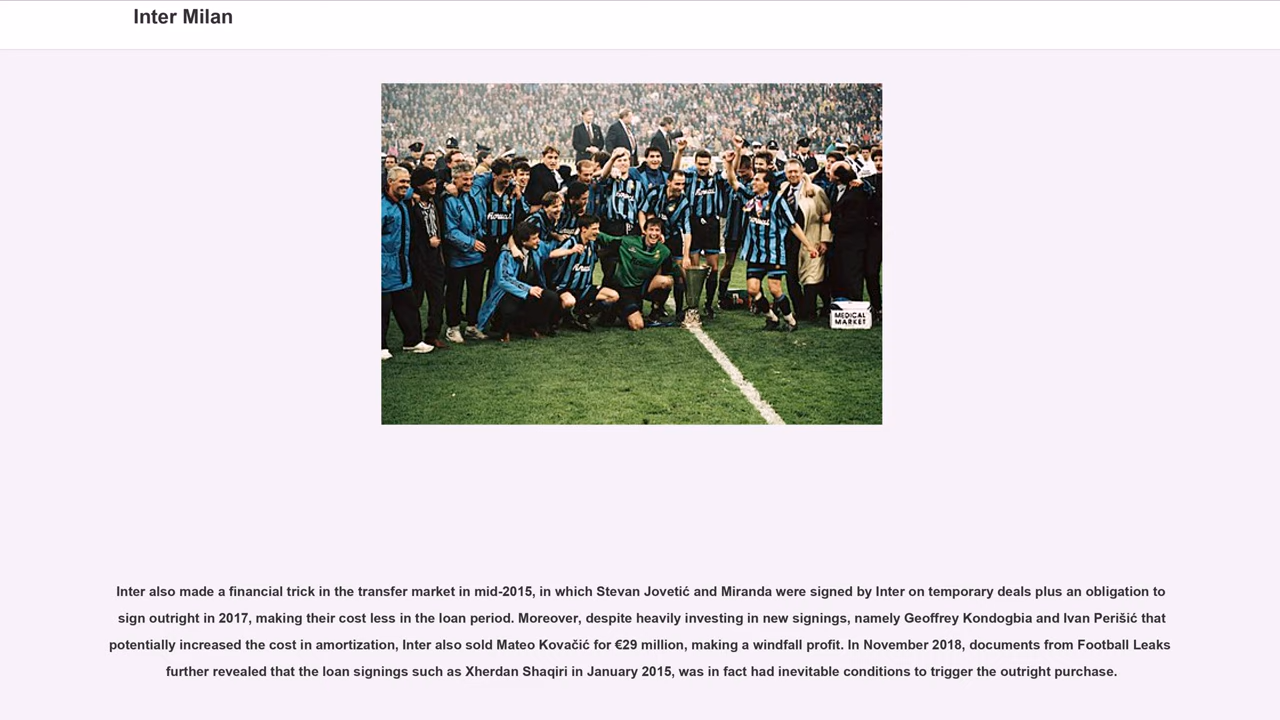 Inter Milan
MEDICAL
MARKET
Inter also made a financial trick in the transfer market in mid-2015, in which Stevan Jovetić and Miranda were signed by Inter on temporary deals plus an obligation to
sign outright in 2017, making their cost less in the loan period. Moreover, despite heavily investing in new signings, namely Geoffrey Kondogbia and Ivan Perišić that
potentially increased the cost in amortization, Inter also sold Mateo Kovačić for €29 million, making a windfall profit. In November 2018, documents from Football Leaks
further revealed that the loan signings such as Xherdan Shaqiri in January 2015, was in fact had inevitable conditions to trigger the outright purchase.